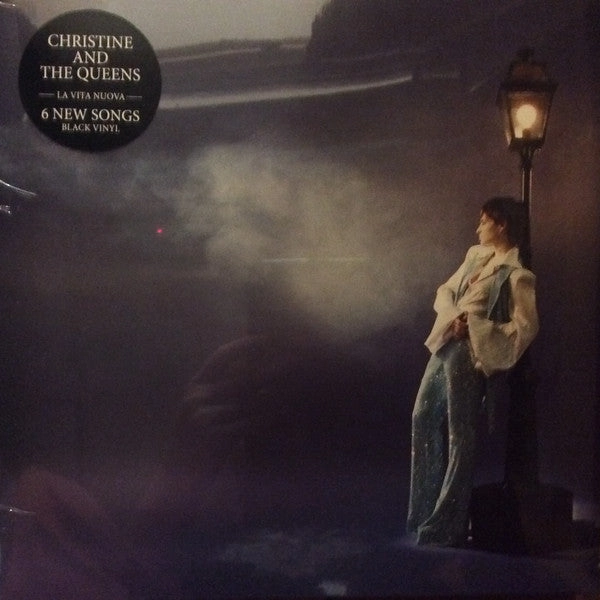 CHRISTINE
AND
THE QUEENS
LA VITA NUOVA
6 NEW SONGS
BLACK VINYL